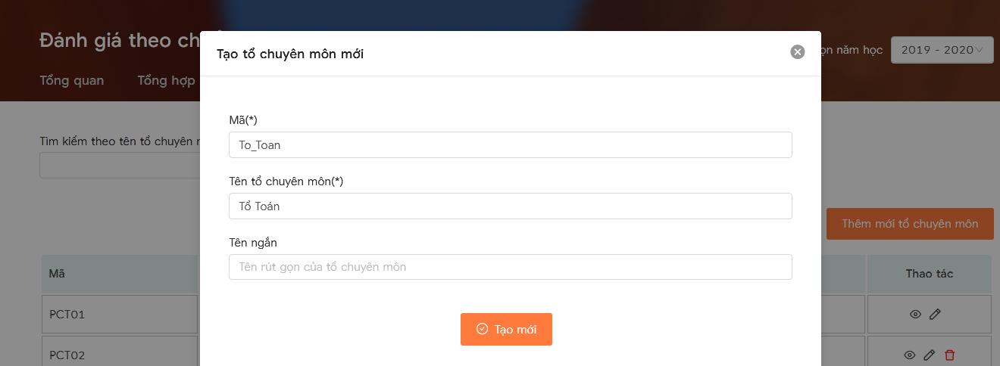 Đánh giá theo ch
Tạo tổ chuyên môn mới
ọn năm học
2019 - 2020
Tổng quan
Tổng hợp
Mã(*)
To_Toan
Tìm kiếm theo tên tổ chuyên
Tên tổ chuyên môn(*)
Tổ Toán
Thêm mới tổ chuyên môn
Tên ngắn
Tên rút gọn của tổ chuyên môn
Mã
Thao tác
PCT01
Tạo mới
PCT02